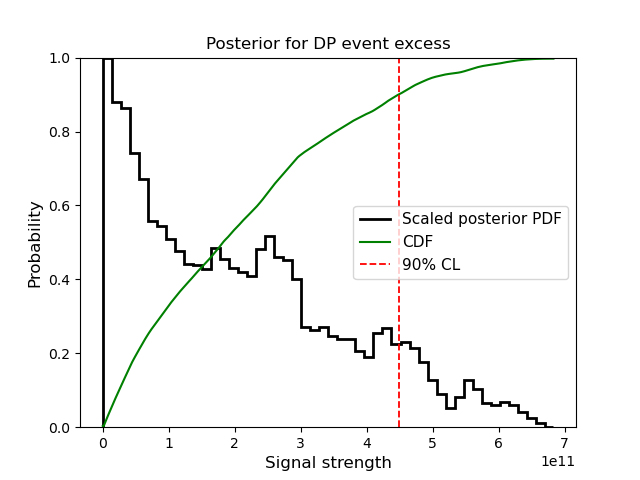 Posterior for DP event excess
Probability
1.0
0.8
0.6
0.4
0.2
0.0
Scaled posterior PDF
CDF
90% CL
0 1 2 3 4 5 6 7
1e11
Signal strength